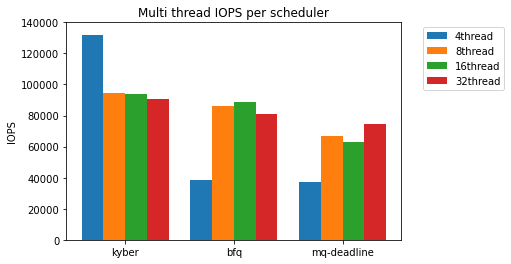 Multi thread IOPS per scheduler
140000
120000
100000
80000
60000
40000
20000
0
IOPS
kyber
bfq
mq-deadline
4thread
8thread
16thread
32thread